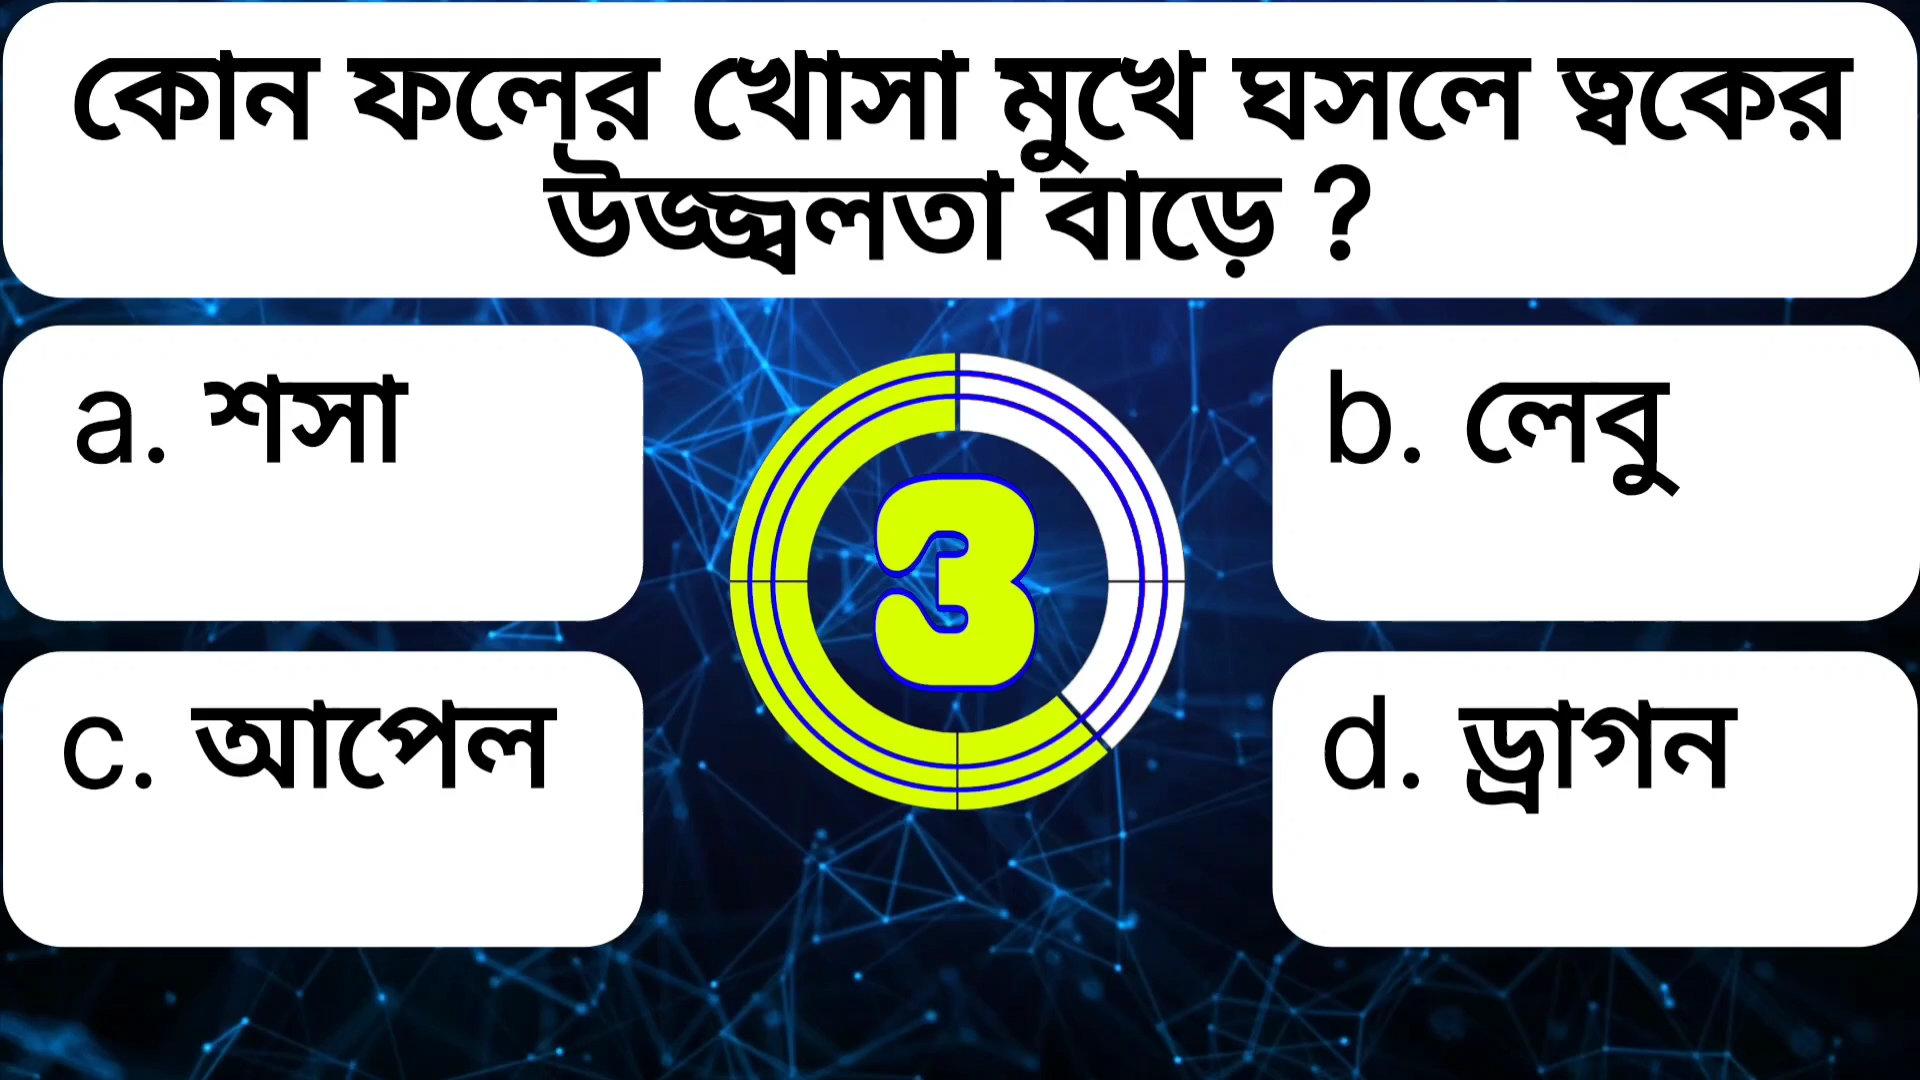 কোন ফলের খোসা মুখে ঘসলে ত্বকের
উজ্জ্বলতা বাড়ে ?
a. শসা
b. লেবু
3
c. আপেল
d. ড্রাগন